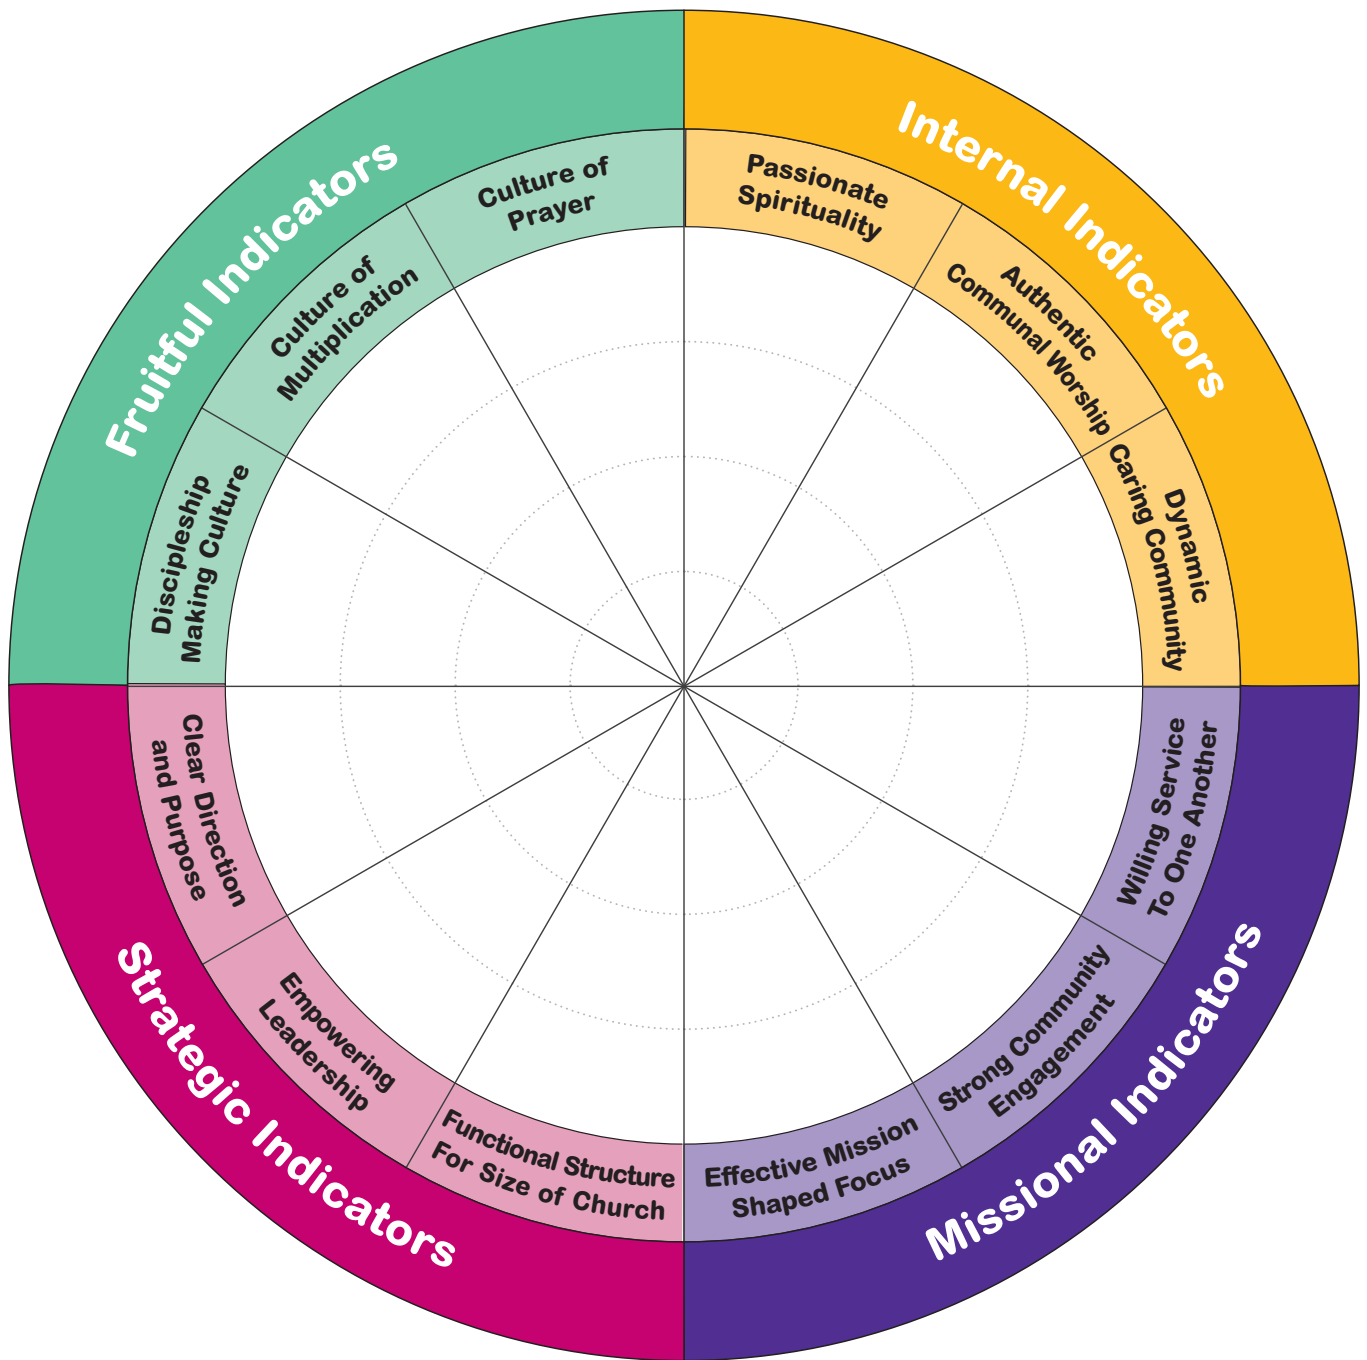 Internal Indicators
Passionate
Spirituality
Authentic
Communal Worship
Dynamic
Caring Community
Missional Indicators
Willing Service
To One Another
Strong Community
Engagement
Effective Mission
Shaped Focus
Strategic Indicators
Functional Structure
For Size of Church
Empowering
Leadership
Clear Direction
and Purpose
Fruitful Indicators
Discipleship
Making Culture
Culture of
Multiplication
Culture of
Prayer